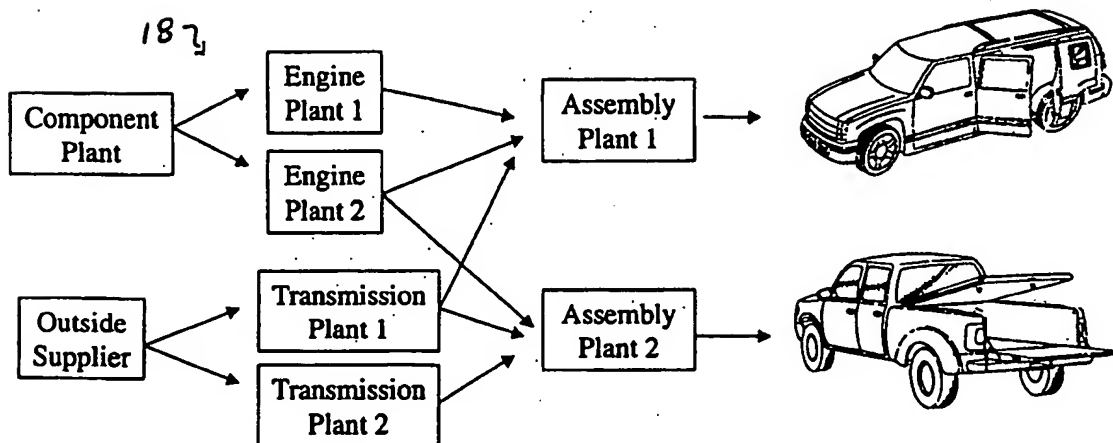 Component
Plant
Engine
Plant 1
Engine
Plant 2
Assembly
Plant 1
Outside
Supplier
Transmission
Plant 1
Transmission
Plant 2
Assembly
Plant 2